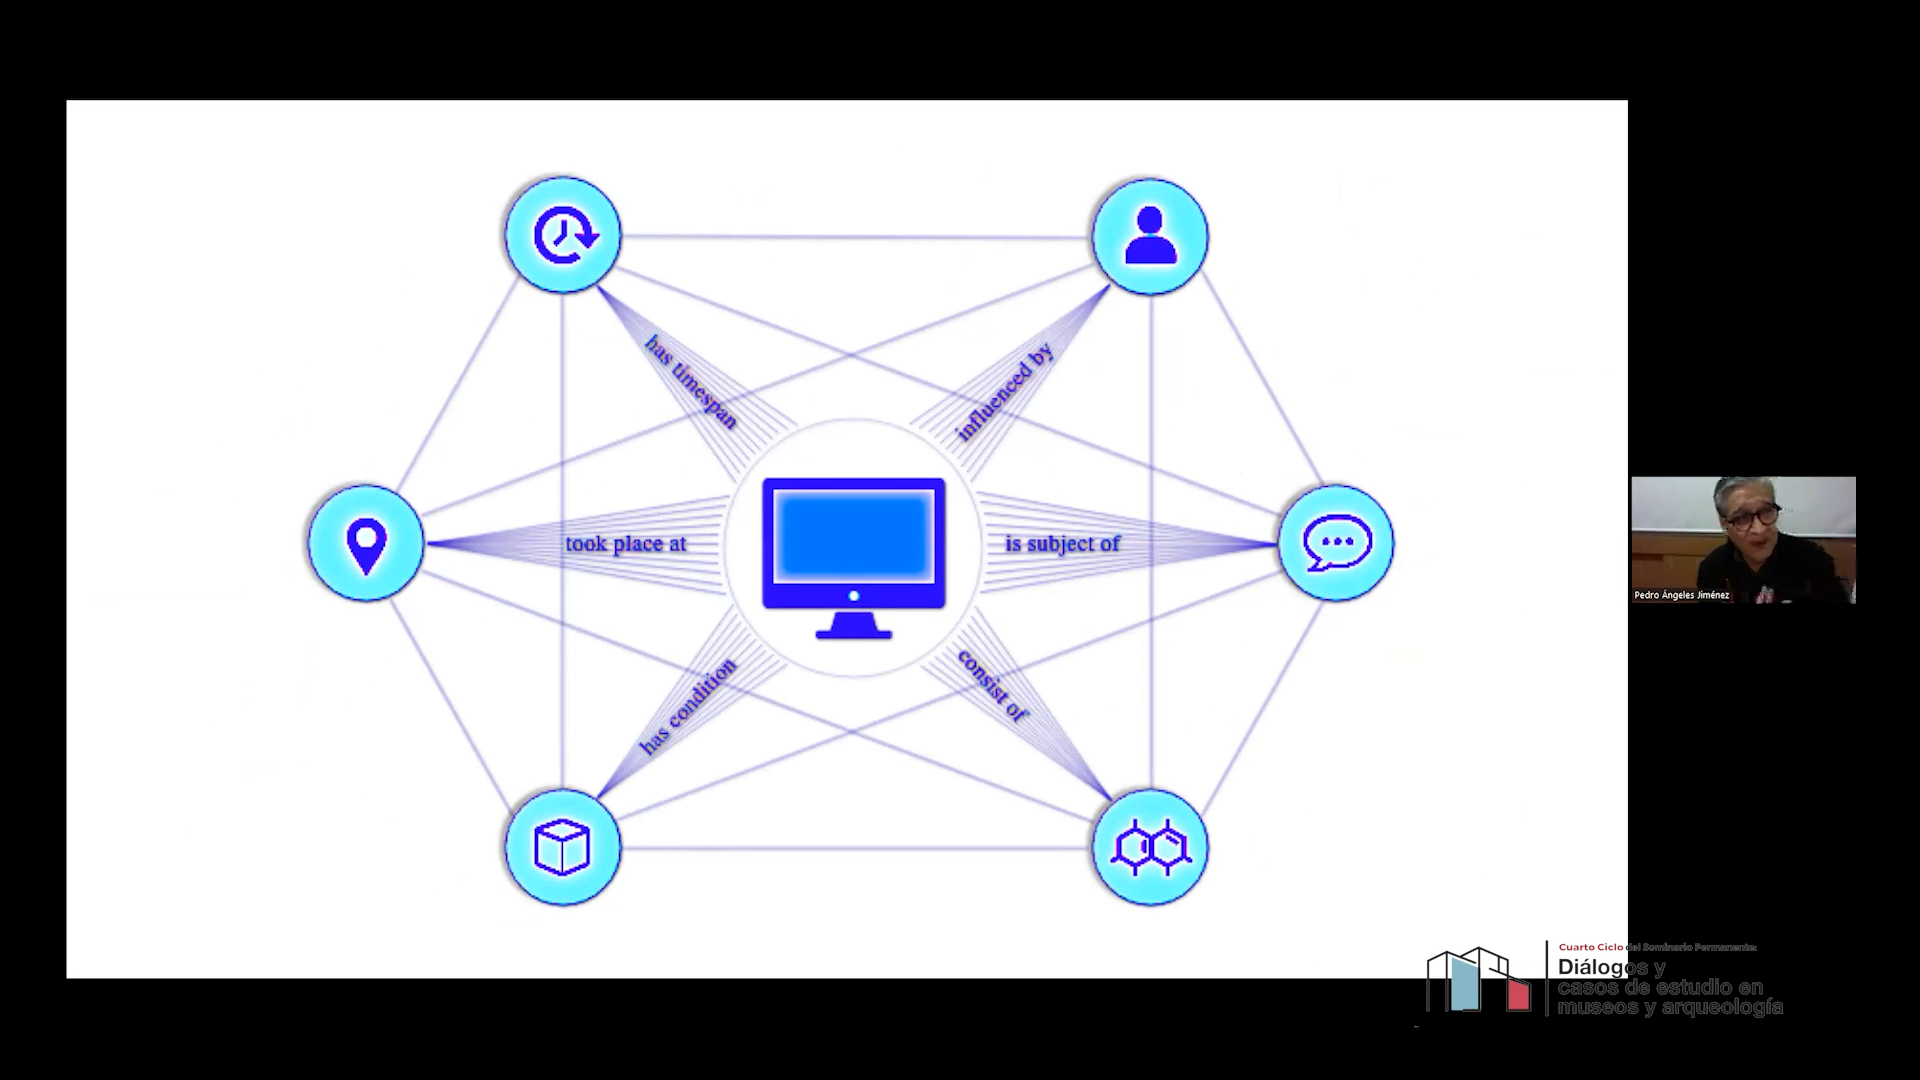 has timespan
influenced by
took place at
is subject of
has condition
consist of
Pedro Ángeles Jiménez
Cuarto Ciclo del Seminario Permanente:
Diálogos y
casos de estudio en
museos y arqueología